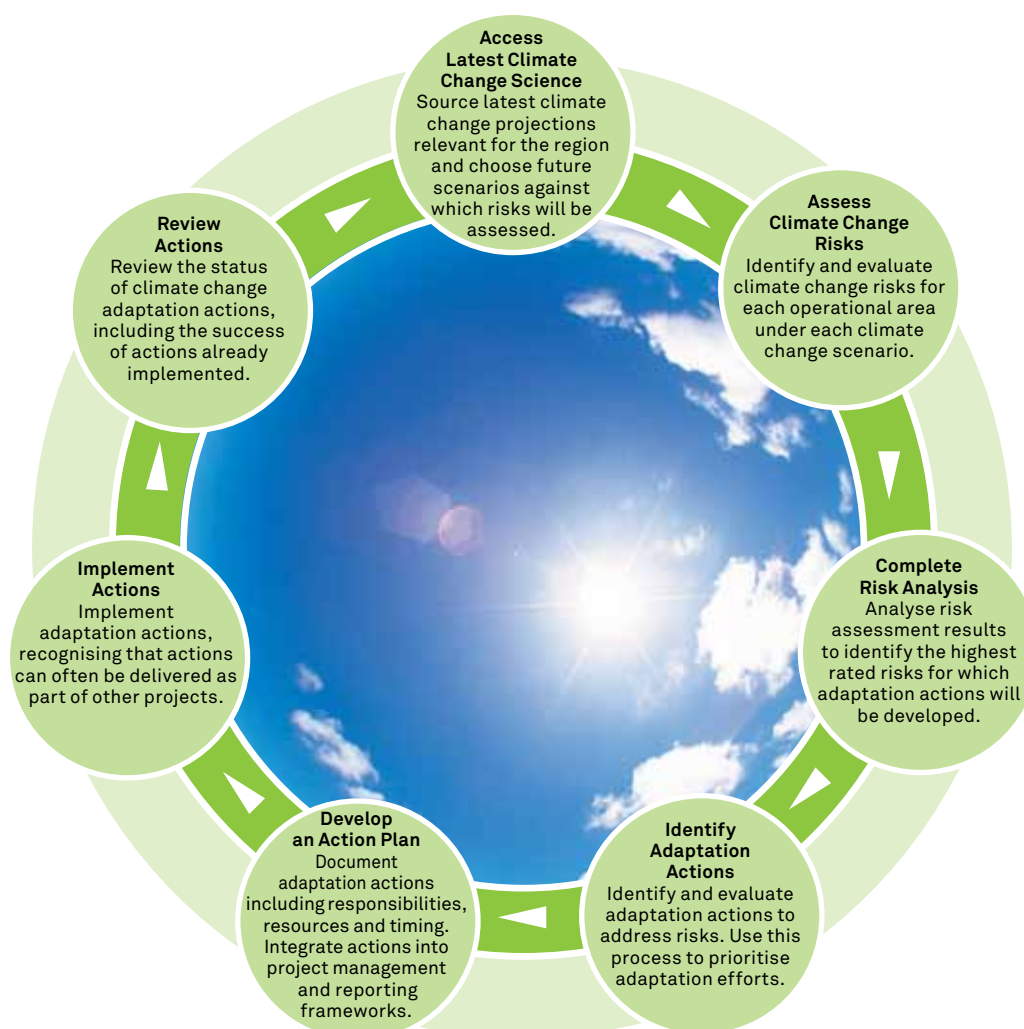 Access
Latest Climate
Change Science
Source latest climate
change projections
relevant for the region
and choose future
scenarios against
which risks will be
assessed.
Assess
Climate Change
Risks
Identify and evaluate
climate change risks for
each operational area
under each climate
change scenario.
Complete
Risk Analysis
Analyse risk
assessment results
to identify the highest
rated risks for which
adaptation actions will
be developed.
Identify
Adaptation
Actions
Identify and evaluate
adaptation actions to
address risks. Use this
process to prioritise
adaptation efforts.
Develop
an Action Plan
Document
adaptation actions
including responsibilities,
resources and timing.
Integrate actions into
project management
and reporting
frameworks.
Implement
Actions
Implement
adaptation actions,
recognising that actions
can often be delivered as
part of other projects.
Review
Actions
Review the status
of climate change
adaptation actions,
including the success
of actions already
implemented.